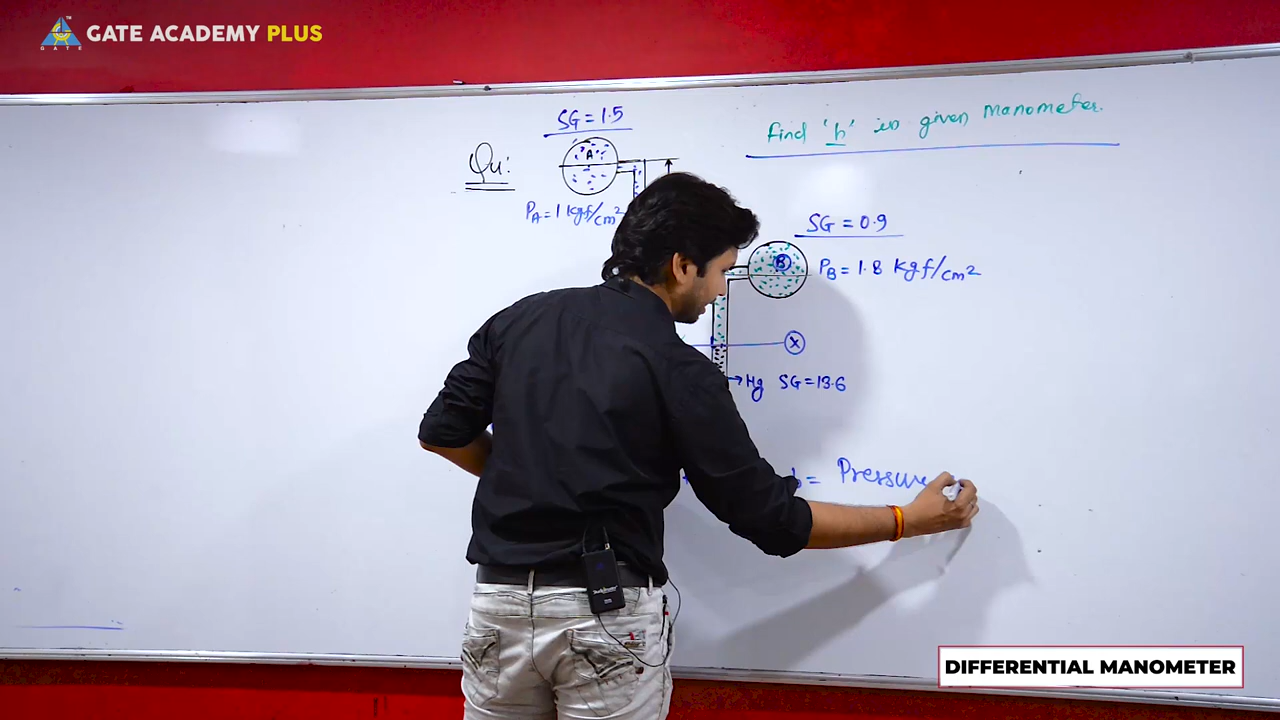 GATE ACADEMY PLUS
GATE
SG = 1.5
Find 'h' in given Manometer.
Qu:
A
PA = 1 kgf/cm²
SG = 0.9
B
PB = 1.8 kgf/cm²
X
Hg SG = 13.6
= Pressure
DIFFERENTIAL MANOMETER